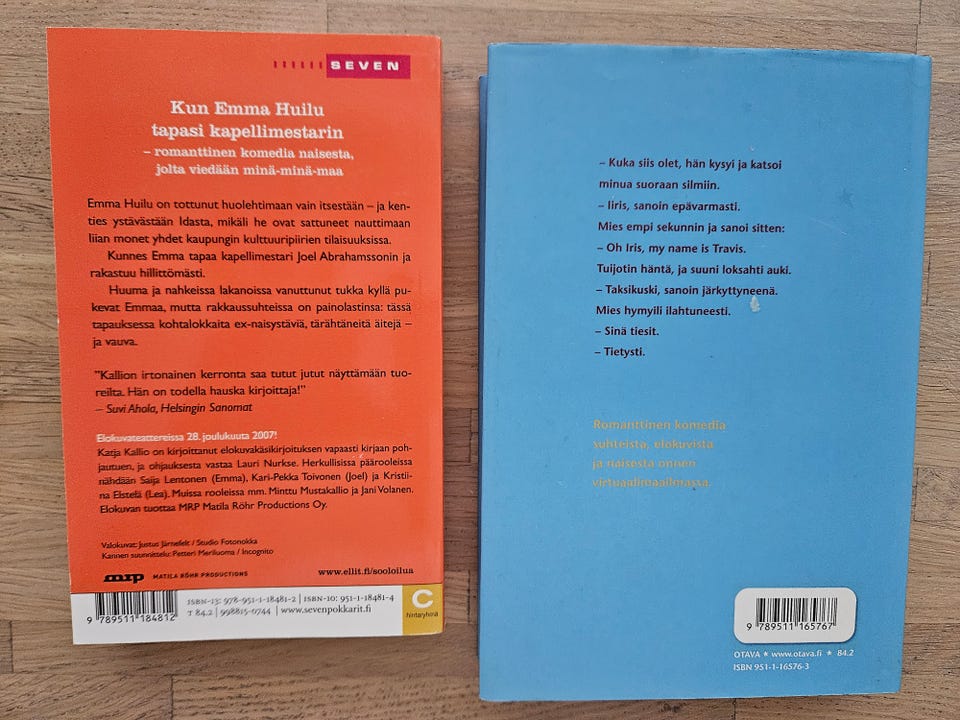 SEVEN
Kun Emma Huilu
tapasi kapellimestarin
– romanttinen komedia naisesta,
jolta viedään minä-minä-maa
Emma Huilu on tottunut huolehtimaan vain itsestään – ja ken-
ties ystävästään Idasta, mikäli he ovat sattuneet nauttimaan
liian monet yhdet kaupungin kulttuuripiirien tilaisuuksissa.
Kunnes Emma tapaa kapellimestari Joel Abrahamssonin ja
rakastuu hillittömästi.
Huuma ja nahkeissa lakanoissa vanuttunut tukka kyllä pu-
kevat Emmaa, mutta rakkaussuhteissa on painolastinsa: tässä
tapauksessa kohtalokkaita ex-naisystäviä, tärähtäneitä äitejä –
ja vauva.
"Kallion irtonainen kerronta saa tutut jutut näyttämään tuo-
reilta. Hän on todella hauska kirjoittaja!"
– Suvi Ahola, Helsingin Sanomat
Elokuvateattereissa 28. joulukuuta 2007!
Katja Kallio on kirjoittanut elokuvakäsikirjoituksen vapaasti kirjaan poh-
jautuen, ja ohjauksesta vastaa Lauri Nurkse. Herkullisissa päärooleissa
nähdään Saija Lentonen (Emma), Kari-Pekka Toivonen (Joel) ja Kristii-
na Elstelä (Lea). Muissa rooleissa mm. Minttu Mustakallio ja Jani Volanen.
Elokuvan tuottaa MRP Matila Röhr Productions Oy.
Valokuvat: Justus Järnefelt / Studio Fotonokka
Kannen suunnittelu: Petteri Meriluoma / Incognito
mrp MATILA RÖHR PRODUCTIONS
www.ellit.fi/sooloilua
9 789511 184812
ISBN-13: 978-951-1-18481-2 | ISBN-10: 951-1-18481-4
T 84.2 | 998815-0744 | www.sevenpokkarit.fi
C
hintaryhmä
– Kuka siis olet, hän kysyi ja katsoi
minua suoraan silmiin.
– Iiris, sanoin epävarmasti.
Mies empi sekunnin ja sanoi sitten:
– Oh Iris, my name is Travis.
Tuijotin häntä, ja suuni loksahti auki.
– Taksikuski, sanoin järkyttyneenä.
Mies hymyili ilahtuneesti.
– Sinä tiesit.
– Tietysti.
Romanttinen komedia
suhteista, elokuvista
ja naisesta onnen
virtuaalimaailmassa.
9 789511 165767
OTAVA ★ www.otava.fi ★ 84.2
ISBN 951-1-16576-3